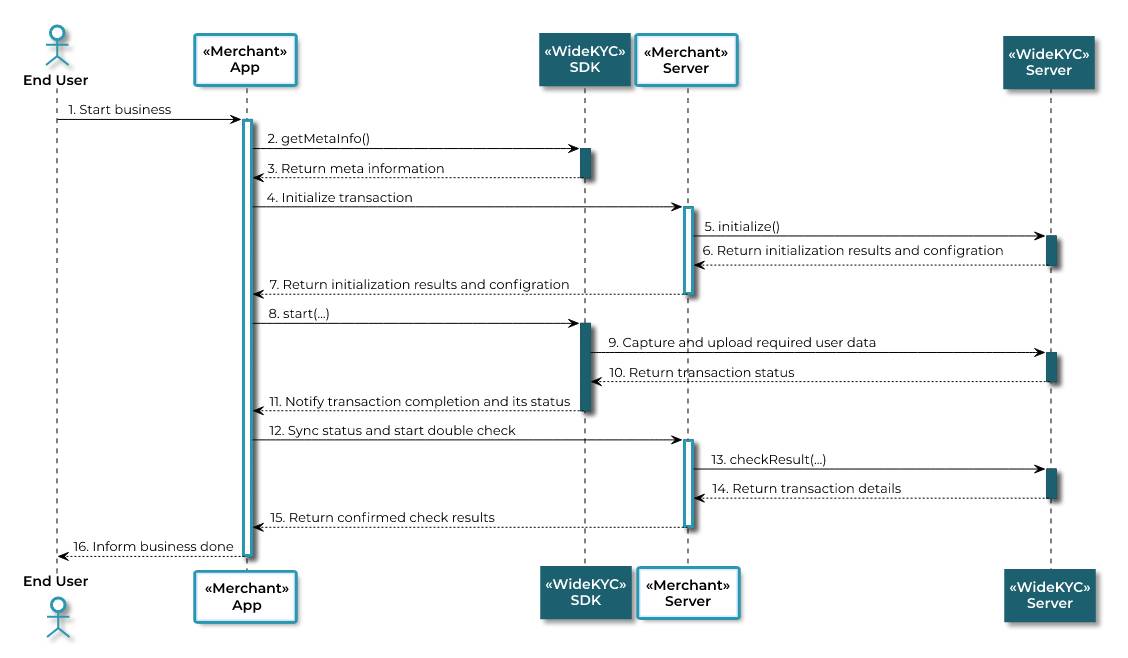 End User
«Merchant»
App
«WideKYC»
SDK
«Merchant»
Server
«WideKYC»
Server
1. Start business
2. getMetaInfo()
3. Return meta information
4. Initialize transaction
5. initialize()
6. Return initialization results and configration
7. Return initialization results and configration
8. start(...)
9. Capture and upload required user data
10. Return transaction status
11. Notify transaction completion and its status
12. Sync status and start double check
13. checkResult(...)
14. Return transaction details
15. Return confirmed check results
16. Inform business done
End User
«Merchant»
App
«WideKYC»
SDK
«Merchant»
Server
«WideKYC»
Server